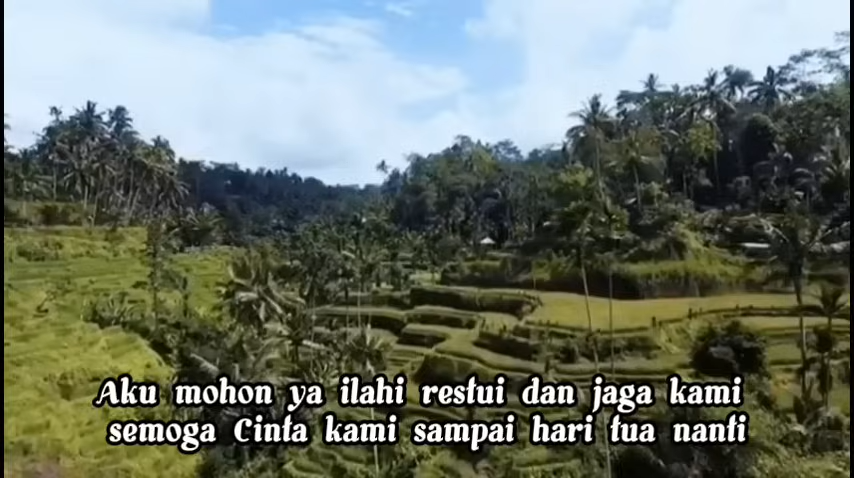 Aku mohon ya ilahi restui dan jaga kami
semoga Cinta kami sampai hari tua nanti